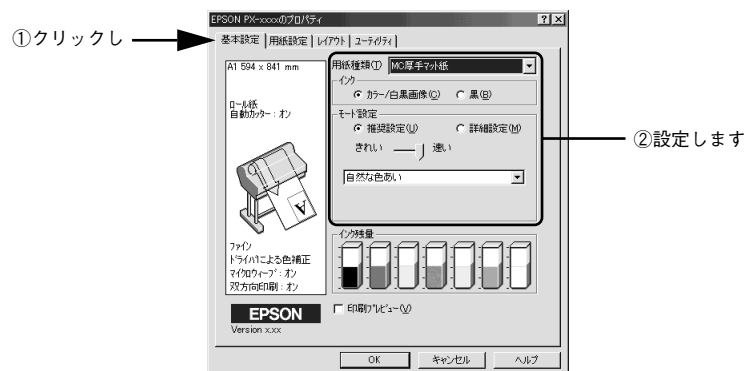 EPSON PX-xxxxのプロパティ
①クリックし
基本設定 用紙設定 レイアウト ユーティリティ
A1 594 x 841 mm
ロール紙
自動カッター : オン
A
ファイン
ドライバによる色補正
マイクロウィーブ : オン
双方向印刷 : オン
EPSON
Version x.xx
用紙種類(T) MC厚手マット紙
インク
カラー/白黒画像(C) 黒(B)
モード設定
推奨設定(U) 詳細設定(M)
きれい 速い
自然な色あい
②設定します
インク残量
印刷プレビュー(V)
OK キャンセル ヘルプ